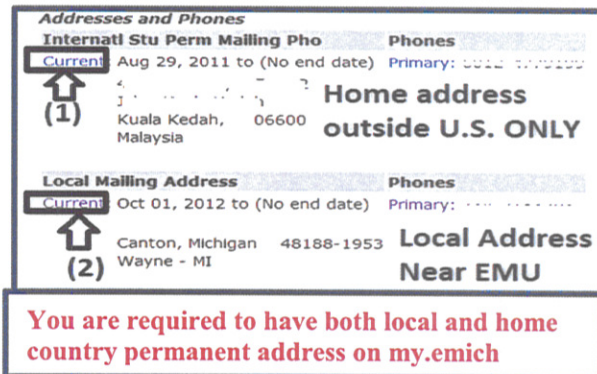 Addresses and Phones
Internatl Stu Perm Mailing Pho Phones
Current: Aug 29, 2011 to (No end date) Primary:
(1)
Home address
Kuala Kedah, 06600
outside U.S. ONLY
Malaysia
Local Mailing Address Phones
Current: Oct 01, 2012 to (No end date) Primary:
Canton, Michigan 48188-1953 Local Address
Wayne - MI
(2)
Near EMU
You are required to have both local and home
country permanent address on my.emich